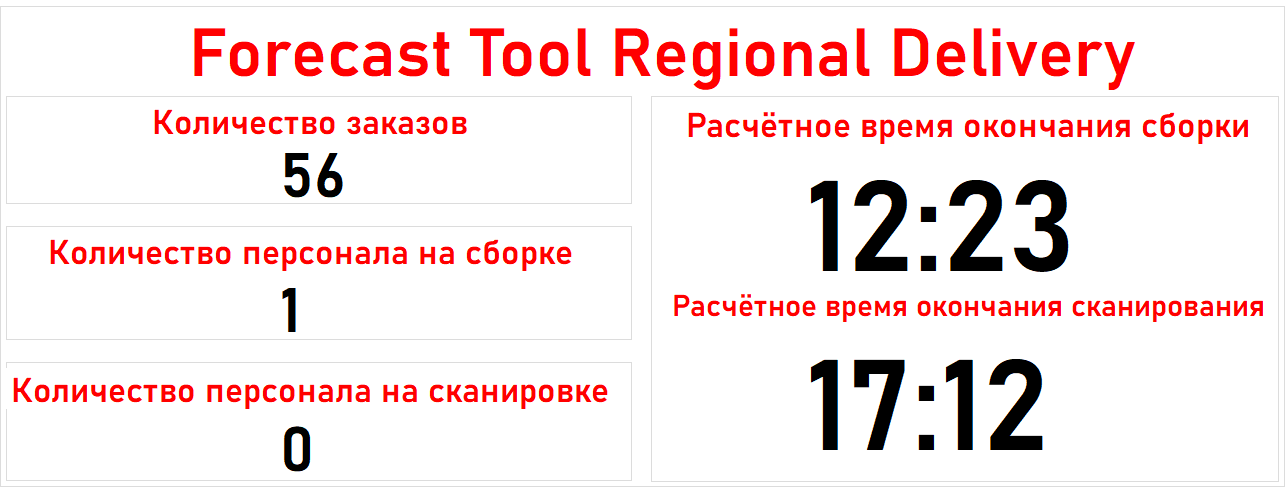 Forecast Tool Regional Delivery
Количество заказов
56
Количество персонала на сборке
1
Количество персонала на сканировке
0
Расчётное время окончания сборки
12:23
Расчётное время окончания сканирования
17:12